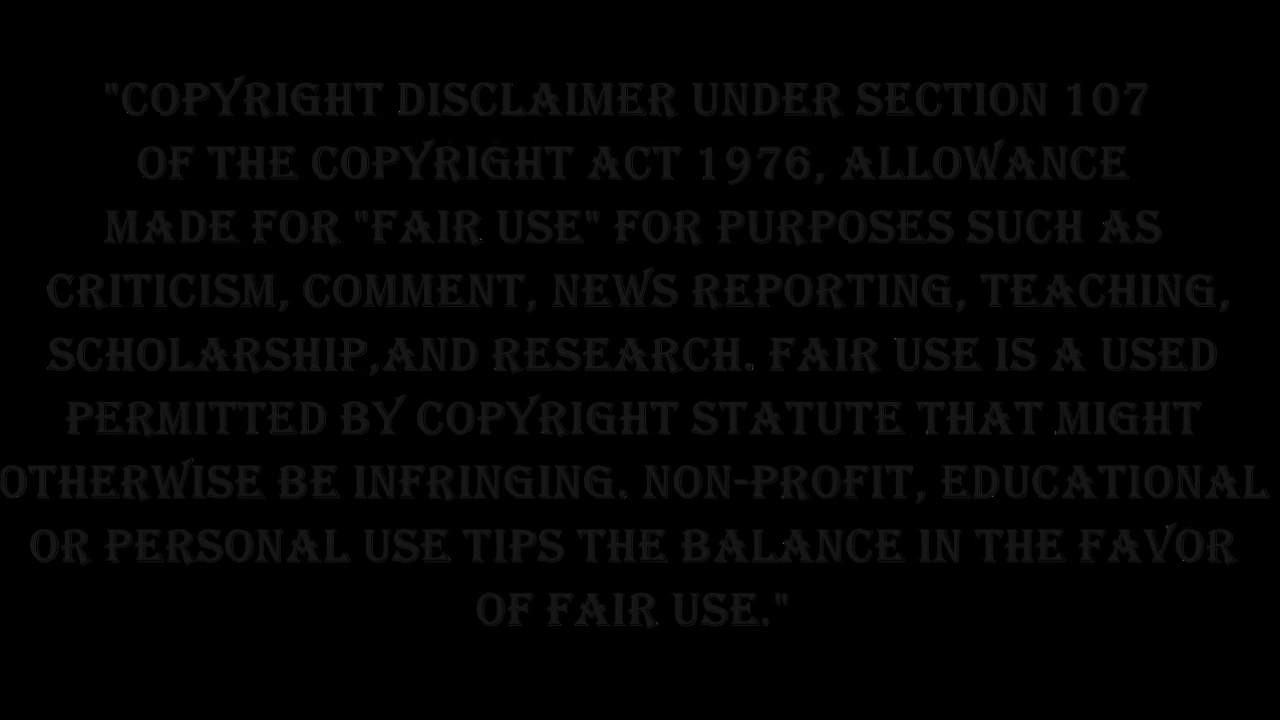 "COPYRIGHT DISCLAIMER UNDER SECTION 107
OF THE COPYRIGHT ACT 1976, ALLOWANCE
MADE FOR "FAIR USE" FOR PURPOSES SUCH AS
CRITICISM, COMMENT, NEWS REPORTING, TEACHING,
SCHOLARSHIP,AND RESEARCH. FAIR USE IS A USED
PERMITTED BY COPYRIGHT STATUTE THAT MIGHT
OTHERWISE BE INFRINGING. NON-PROFIT, EDUCATIONAL
OR PERSONAL USE TIPS THE BALANCE IN THE FAVOR
OF FAIR USE."